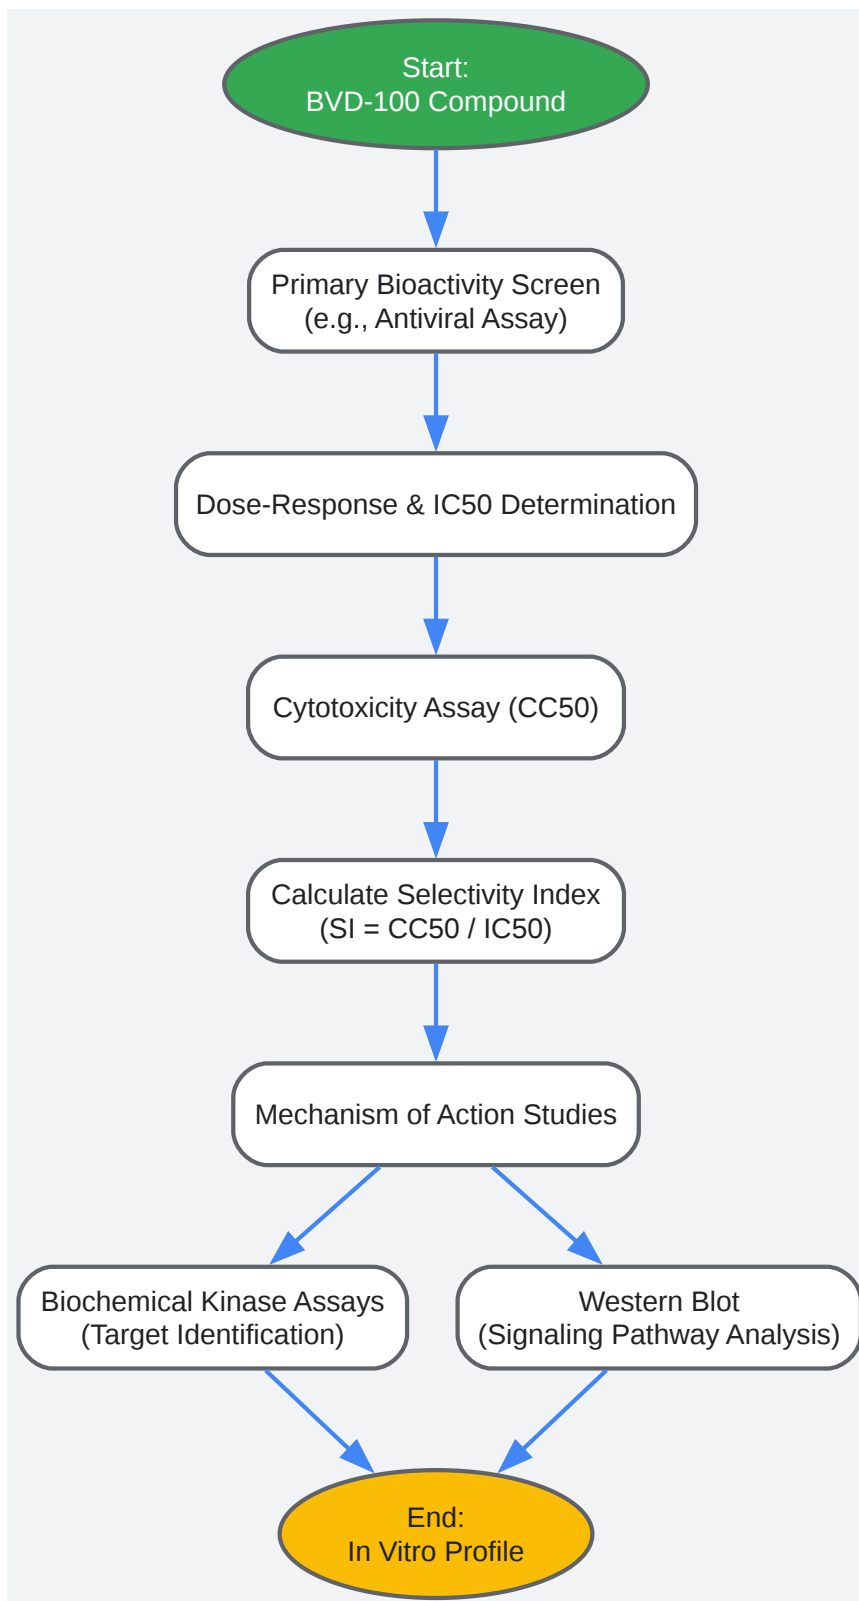 Start:
BVD-100 Compound
Primary Bioactivity Screen
(e.g., Antiviral Assay)
Dose-Response & IC50 Determination
Cytotoxicity Assay (CC50)
Calculate Selectivity Index
(SI = CC50 / IC50)
Mechanism of Action Studies
Biochemical Kinase Assays
(Target Identification)
Western Blot
(Signaling Pathway Analysis)
End:
In Vitro Profile